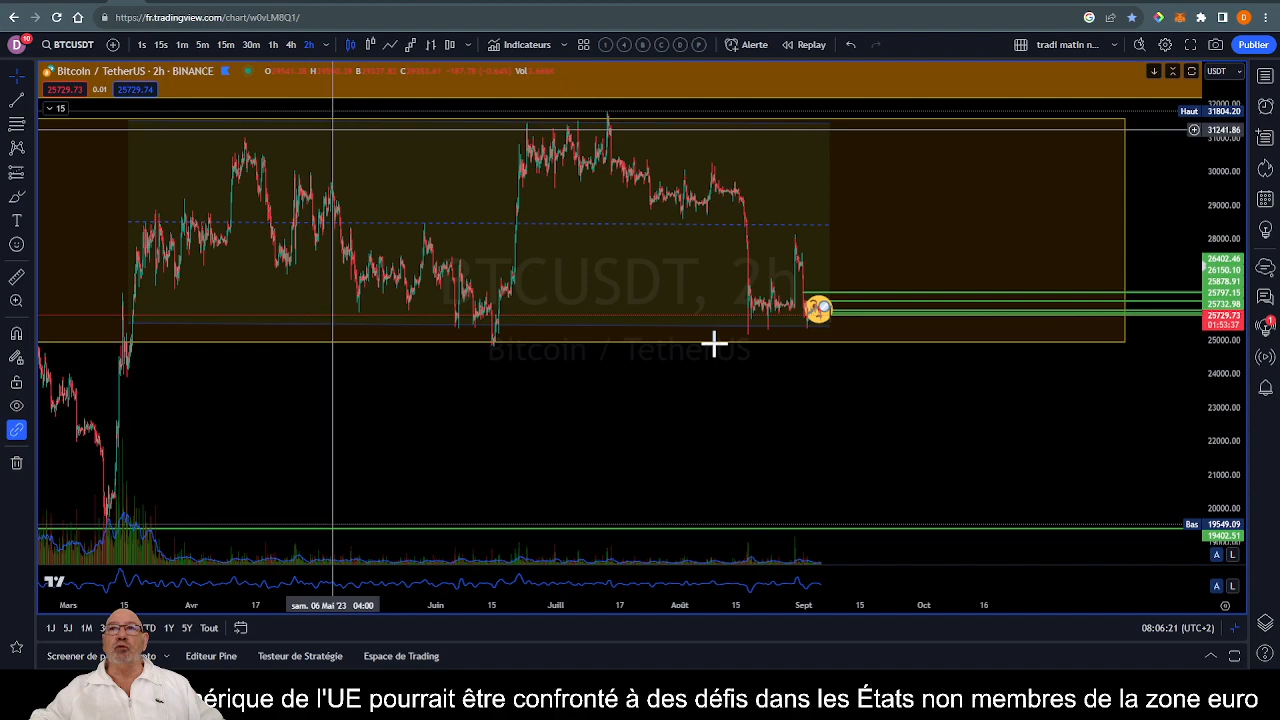 https://fr.tradingview.com/chart/w0vLM8Q1/
D 10 BTCUSDT 1s 15s 1m 5m 15m 30m 1h 4h 2h Indicateurs Alerte Replay tradi matin n... Publier
Bitcoin / TetherUS · 2h · BINANCE
25729.73 0.01 25729.74
15
USDT
32000.00
Haut 31804.20
31241.86
31000.00
30000.00
29000.00
28000.00
26402.46
26150.10
25878.91
25797.15
25732.98
25729.73
01:53:37
25000.00
24000.00
23000.00
22000.00
21000.00
20000.00
Bas 19549.09
19402.51
BTCUSDT, 2h
Bitcoin / TetherUS
A L
A L
Mars 15 Avr 17 sam. 06 Mai '23 04:00 Juin 15 Juill 17 Août 15 Sept 15 Oct 16
1J 5J 1M TD 1Y 5Y Tout 08:06:21 (UTC+2)
Screener de Editeur Pine Testeur de Stratégie Espace de Trading
de l'UE pourrait être confronté à des défis dans les États non membres de la zone euro